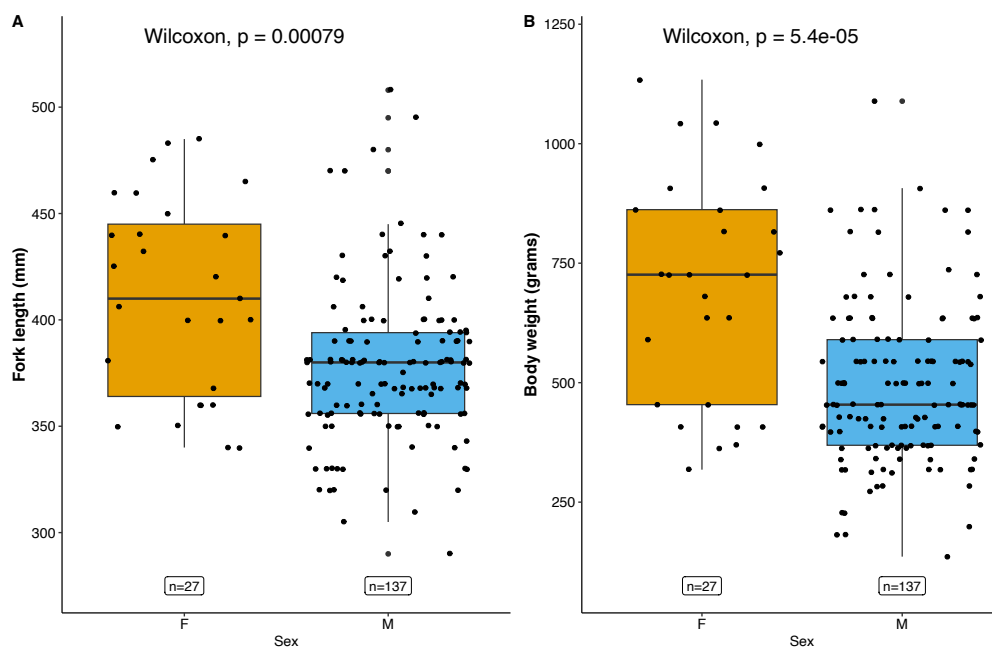 A
Wilcoxon, p = 0.00079
Fork length (mm)
500
450
400
350
300
n=27
n=137
F
M
Sex
B
Wilcoxon, p = 5.4e-05
Body weight (grams)
1250
1000
750
500
250
n=27
n=137
F
M
Sex